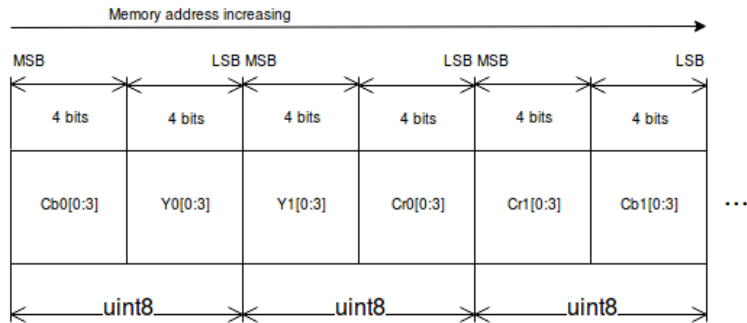 Memory address increasing
MSB LSB MSB LSB MSB LSB
4 bits 4 bits 4 bits 4 bits 4 bits 4 bits
Cb0[0:3] Y0[0:3] Y1[0:3] Cr0[0:3] Cr1[0:3] Cb1[0:3] ...
uint8 uint8 uint8